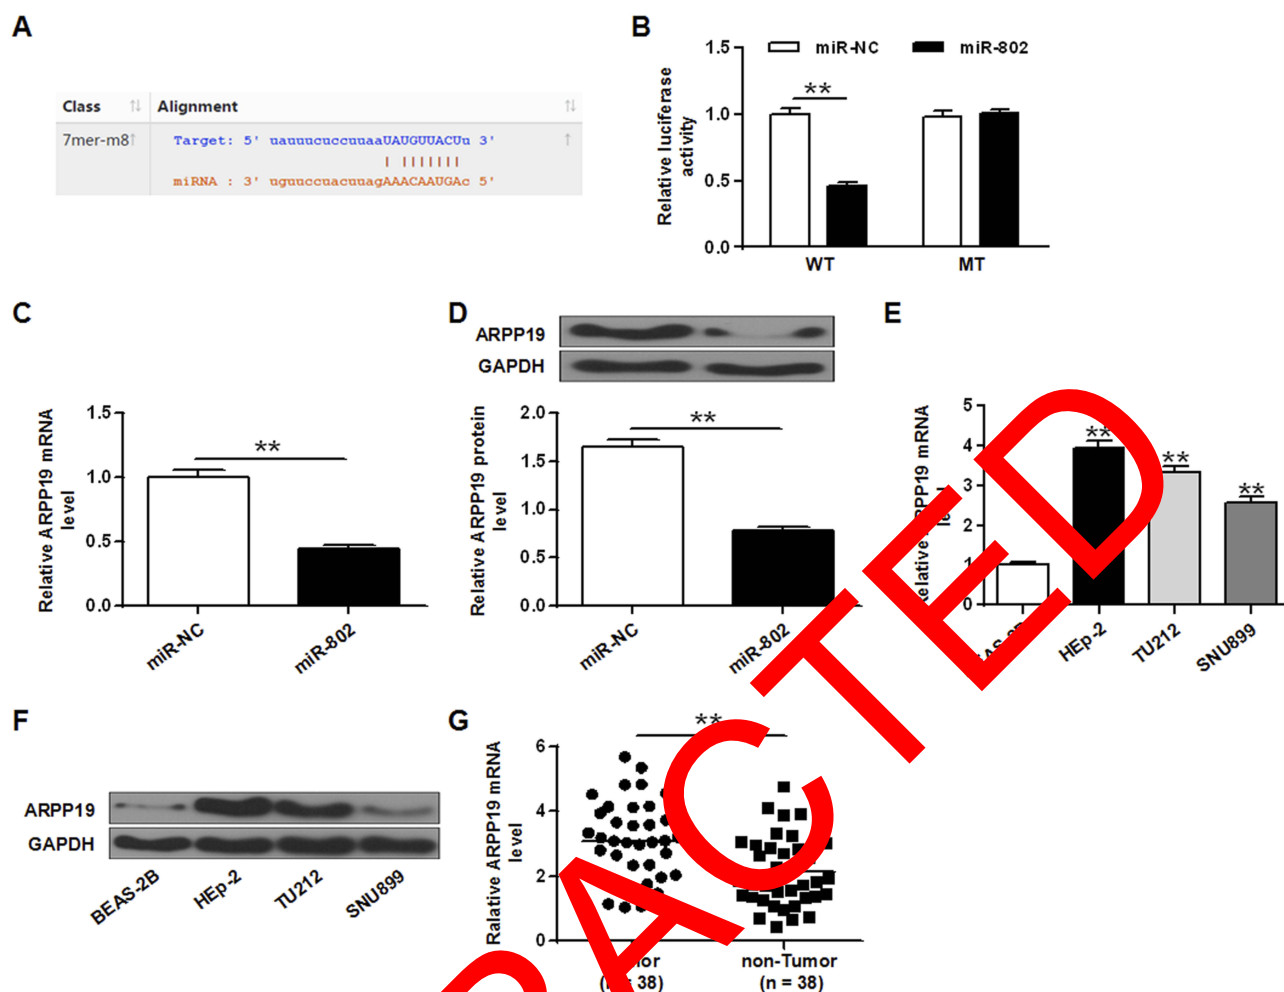 A
Class Alignment
7mer-m8 Target: 5' uauuucuccuuaaUAUGUUACUu 3'
miRNA : 3' uguuccuacuuagAAACAAUGAc 5'
B
miR-NC miR-802
Relative luciferase
activity
1.5
1.0
0.5
0.0
**
WT MT
C
Relative ARPP19 mRNA
level
1.5
1.0
0.5
0.0
**
miR-NC miR-802
D
ARPP19
GAPDH
Relative ARPP19 protein
level
2.0
1.5
1.0
0.5
0.0
**
miR-NC miR-802
E
Relative ARPP19 mRNA
level
5
4
3
2
1
0
** ** **
HEp-2 TU212 SNU899
F
ARPP19
GAPDH
BEAS-2B HEp-2 TU212 SNU899
G
Ralative ARPP19 mRNA
level
6
4
2
0
**
non-Tumor
(n = 38) (n = 38)
RACTED